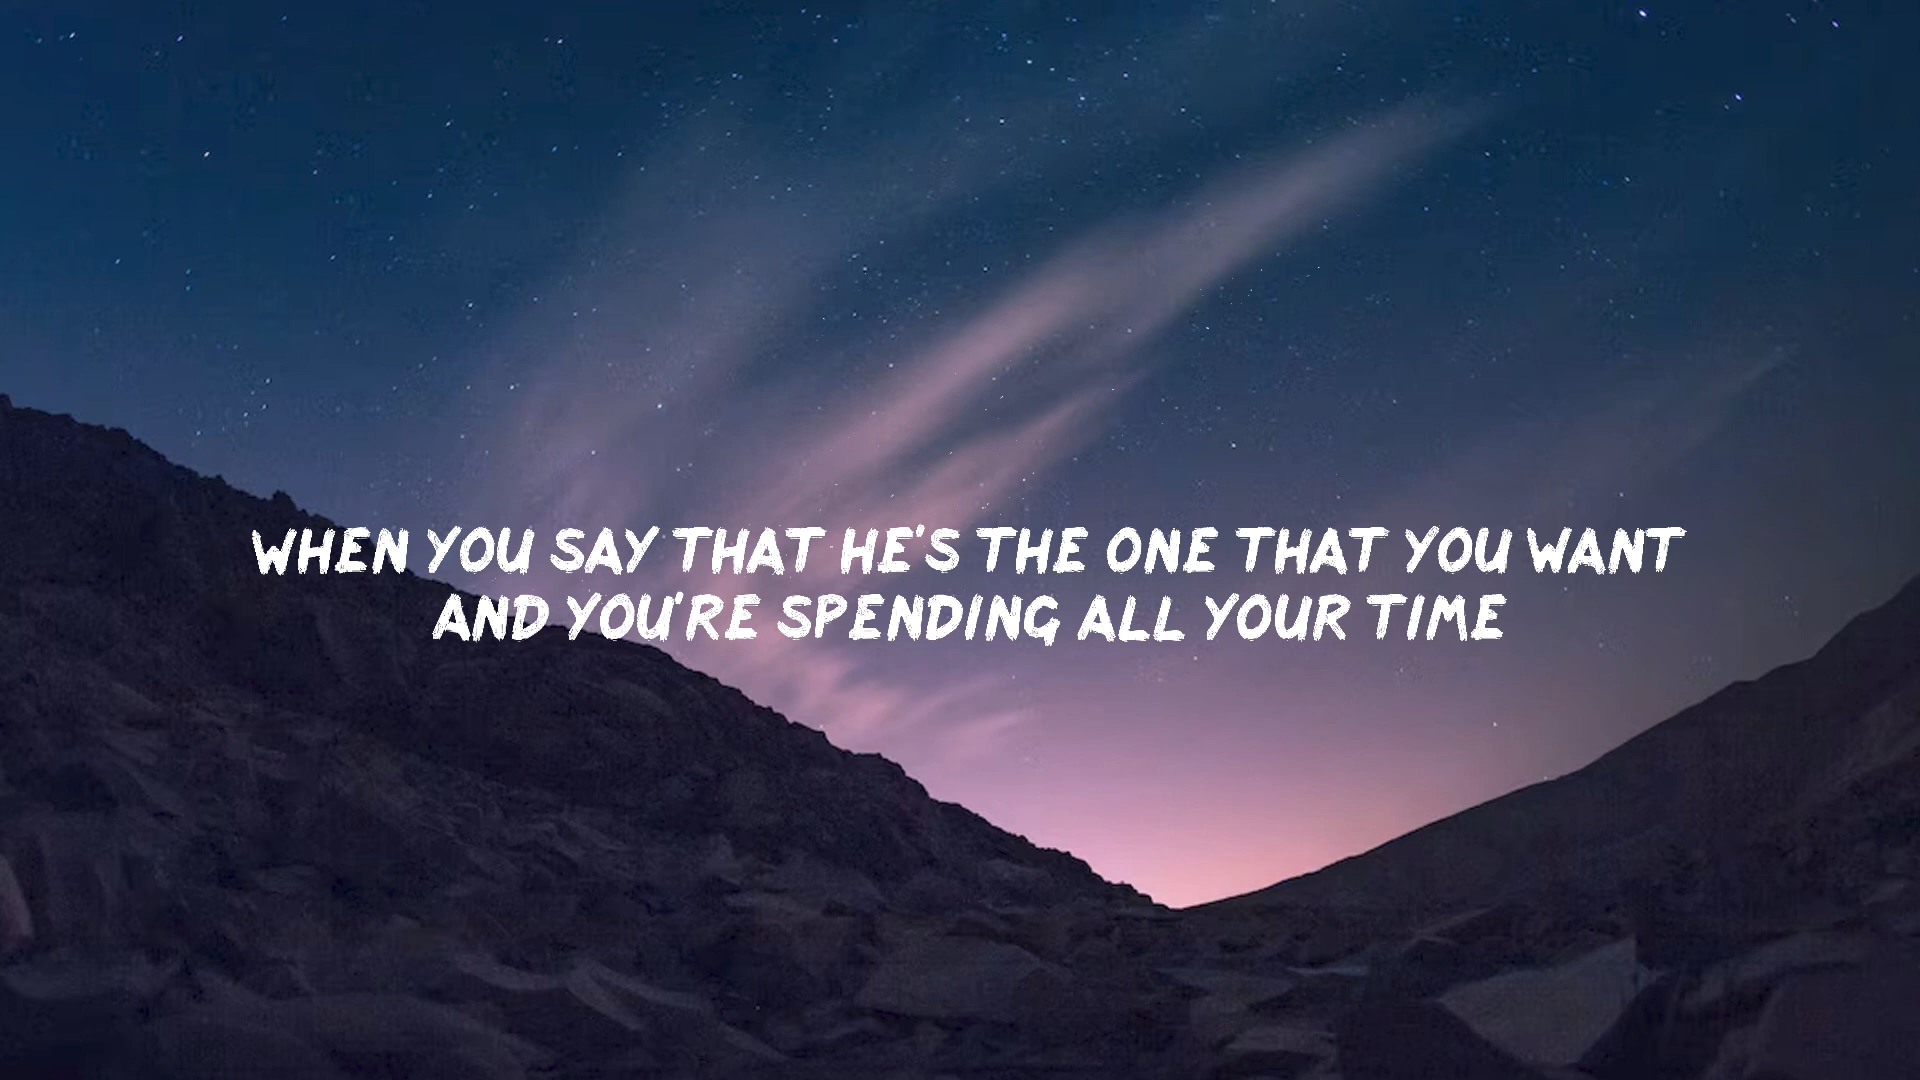 WHEN YOU SAY THAT HE'S THE ONE THAT YOU WANT
AND YOU'RE SPENDING ALL YOUR TIME